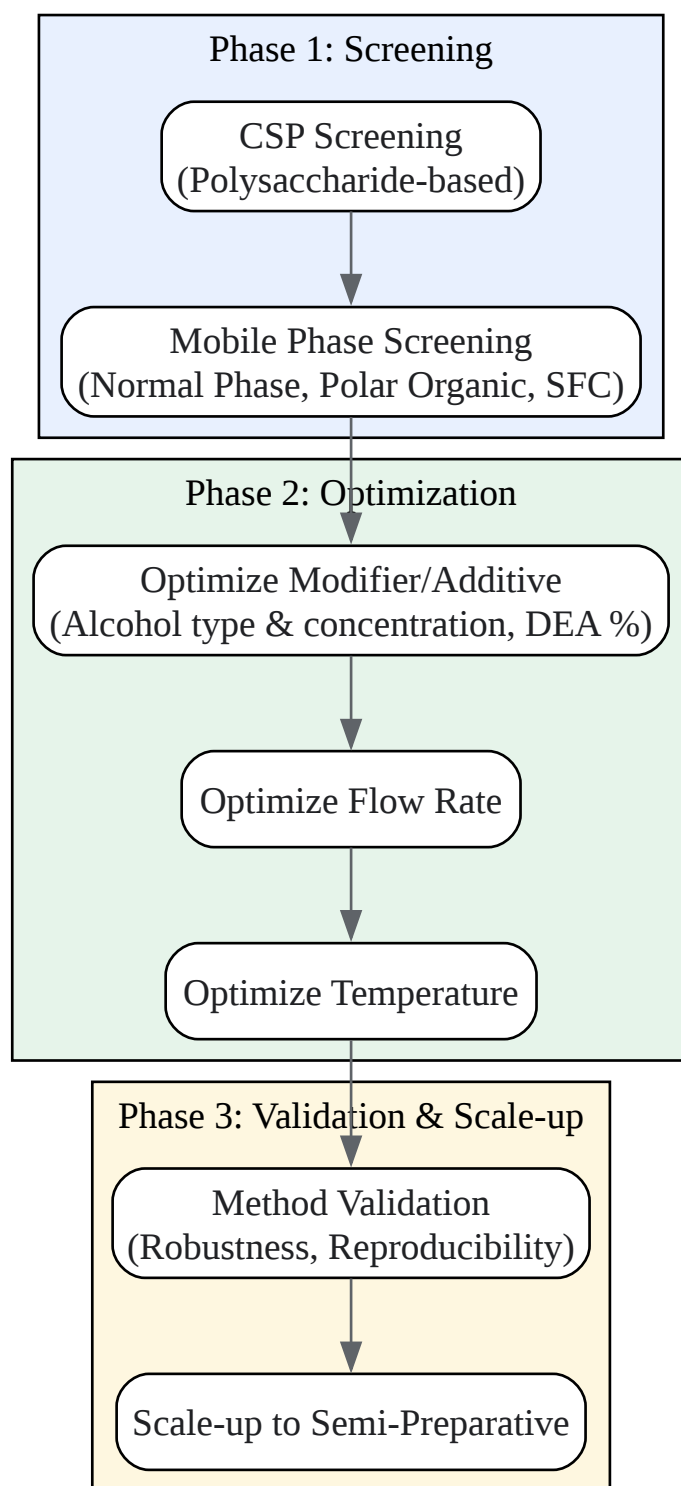 Phase 1: Screening
CSP Screening
(Polysaccharide-based)
Mobile Phase Screening
(Normal Phase, Polar Organic, SFC)
Phase 2: Optimization
Optimize Modifier/Additive
(Alcohol type & concentration, DEA %)
Optimize Flow Rate
Optimize Temperature
Phase 3: Validation & Scale-up
Method Validation
(Robustness, Reproducibility)
Scale-up to Semi-Preparative